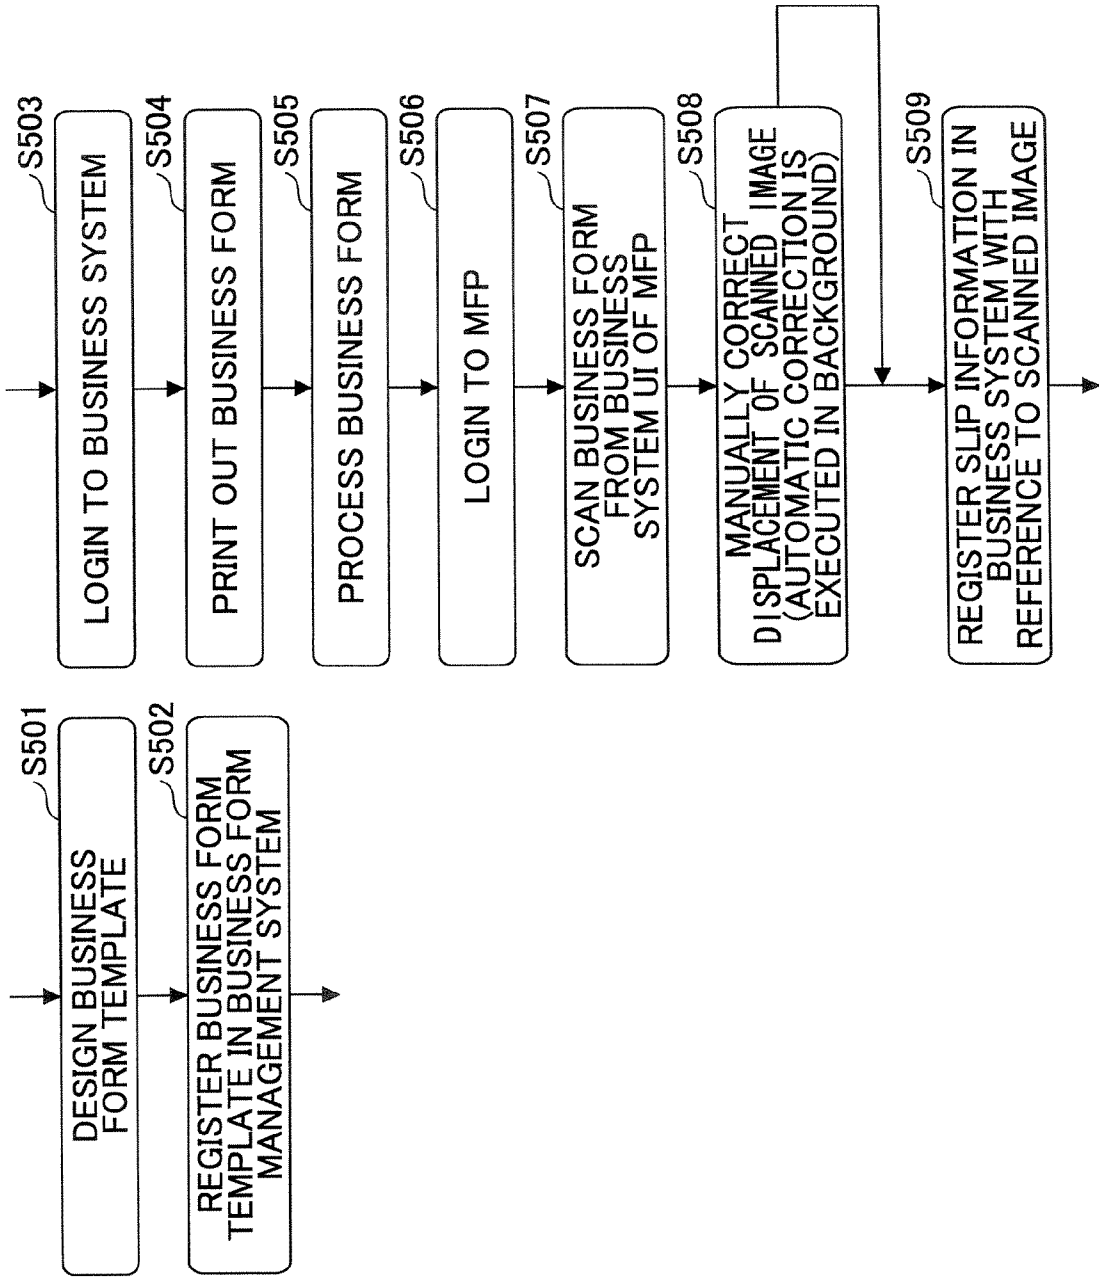 S501
DESIGN BUSINESS
FORM TEMPLATE
S502
REGISTER BUSINESS FORM
TEMPLATE IN BUSINESS FORM
MANAGEMENT SYSTEM
S503
LOGIN TO BUSINESS SYSTEM
S504
PRINT OUT BUSINESS FORM
S505
PROCESS BUSINESS FORM
S506
LOGIN TO MFP
S507
SCAN BUSINESS FORM
FROM BUSINESS
SYSTEM UI OF MFP
S508
MANUALLY CORRECT
DISPLACEMENT OF SCANNED IMAGE
(AUTOMATIC CORRECTION IS
EXECUTED IN BACKGROUND)
S509
REGISTER SLIP INFORMATION IN
BUSINESS SYSTEM WITH
REFERENCE TO SCANNED IMAGE